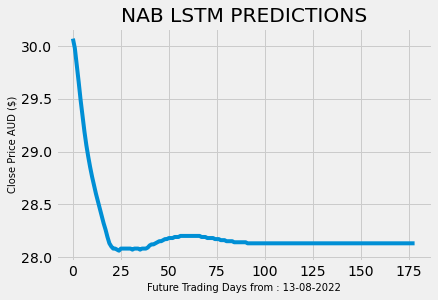 NAB LSTM PREDICTIONS
30.0
29.5
29.0
28.5
28.0
Close Price AUD ($)
0 25 50 75 100 125 150 175
Future Trading Days from : 13-08-2022